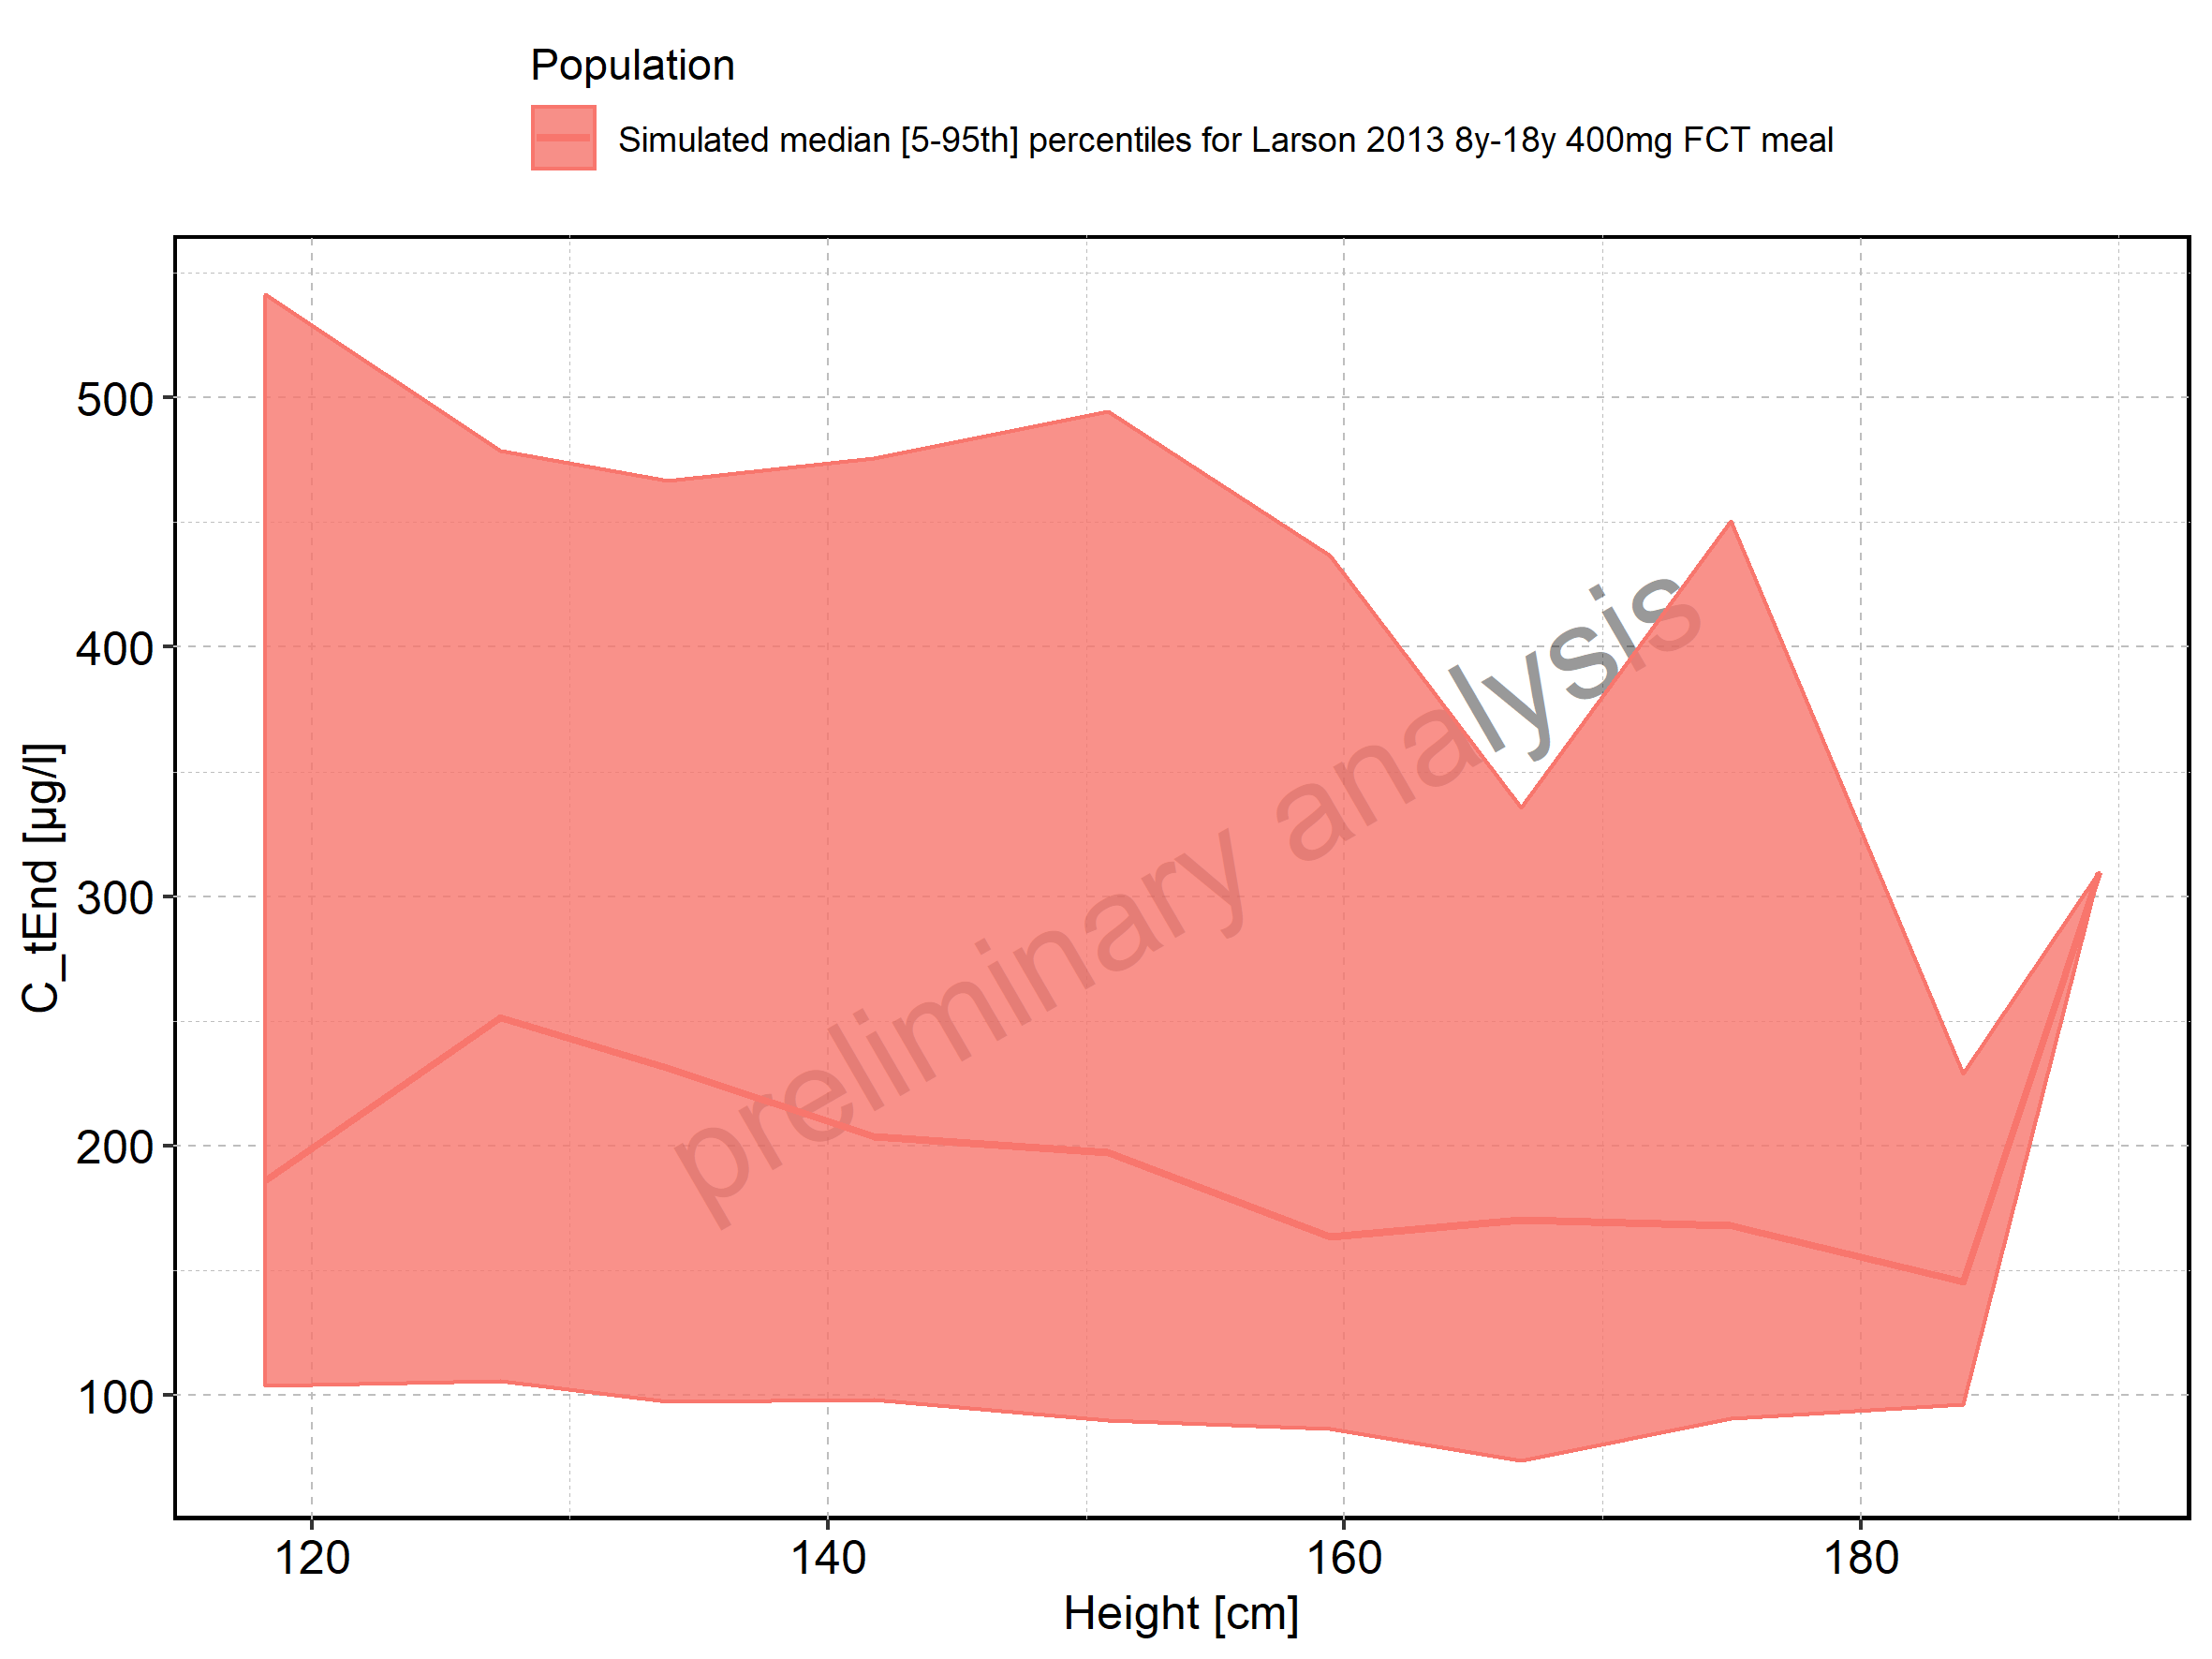 Population
Simulated median [5-95th] percentiles for Larson 2013 8y-18y 400mg FCT meal
500
400
300
200
100
C_tEnd [µg/l]
preliminary analysis
120 140 160 180
Height [cm]